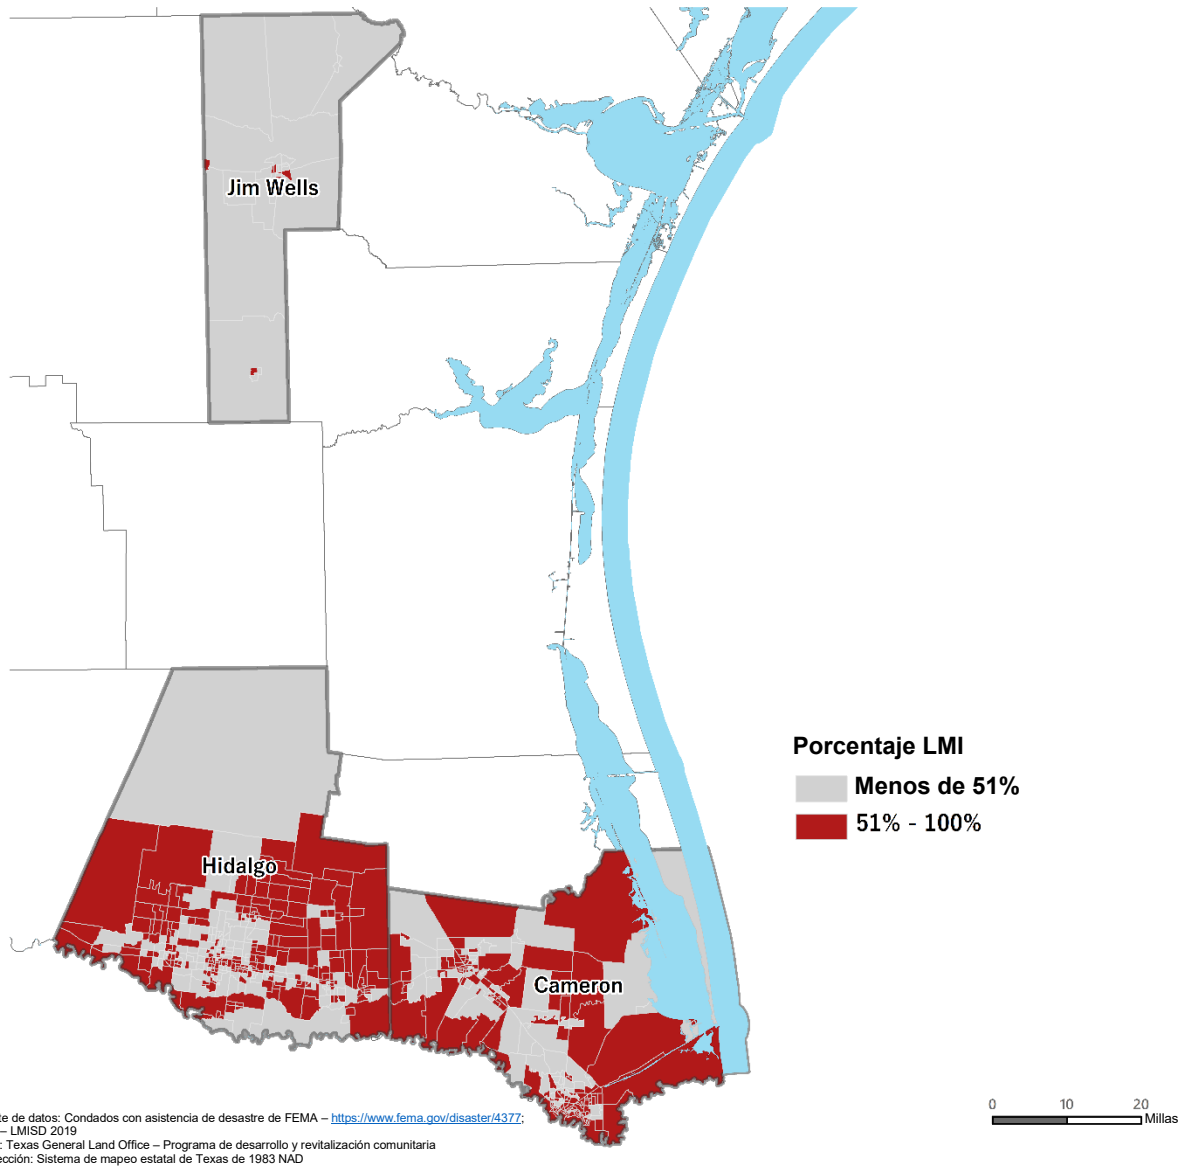 Jim Wells
Porcentaje LMI
Menos de 51%
51% - 100%
Hidalgo
Cameron
0 10 20
Millas
te de datos: Condados con asistencia de desastre de FEMA – https://www.fema.gov/disaster/4377;
– LMISD 2019
: Texas General Land Office – Programa de desarrollo y revitalización comunitaria
ección: Sistema de mapeo estatal de Texas de 1983 NAD